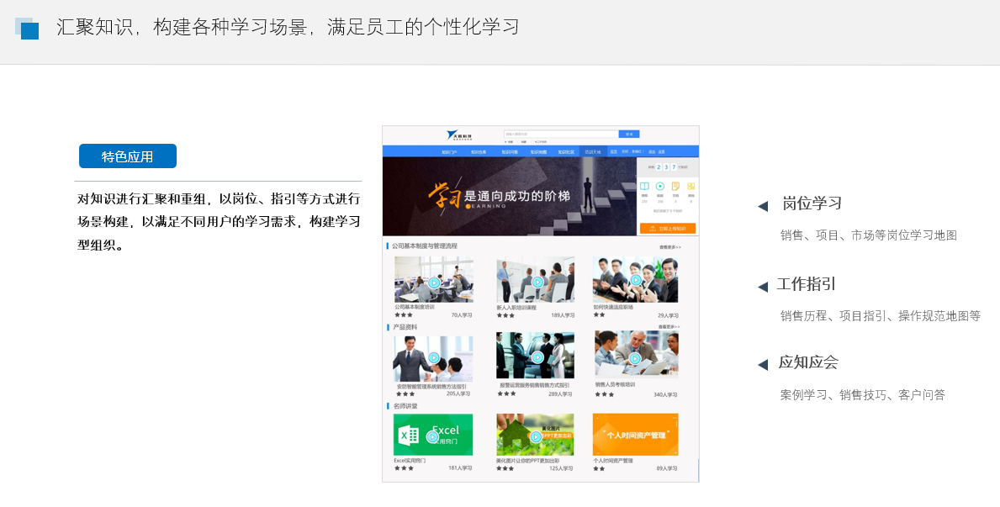 汇聚知识，构建各种学习场景，满足员工的个性化学习
特色应用
对知识进行汇聚和重组，以岗位、指引等方式进行
场景构建，以满足不同用户的学习需求，构建学习
型组织。
学习是通向成功的阶梯
LEARNING
2 3 7
立即上传知识
公司基本制度与管理流程
查看更多>>
公司基本制度培训
70人学习
新人入职培训课程
189人学习
如何快速适应职场
29人学习
产品资料
查看更多>>
安防智能管理系统销售方法指引
205人学习
报警运营服务销售销售方式指引
289人学习
销售人员考核培训
340人学习
名师讲堂
Excel
实用窍门
Excel实用窍门
181人学习
美化图片
让你的PPT更加出彩
美化图片让你的PPT更加出彩
125人学习
“个人时间资产管理”
个人时间资产管理
89人学习
岗位学习
销售、项目、市场等岗位学习地图
工作指引
销售历程、项目指引、操作规范地图等
应知应会
案例学习、销售技巧、客户问答